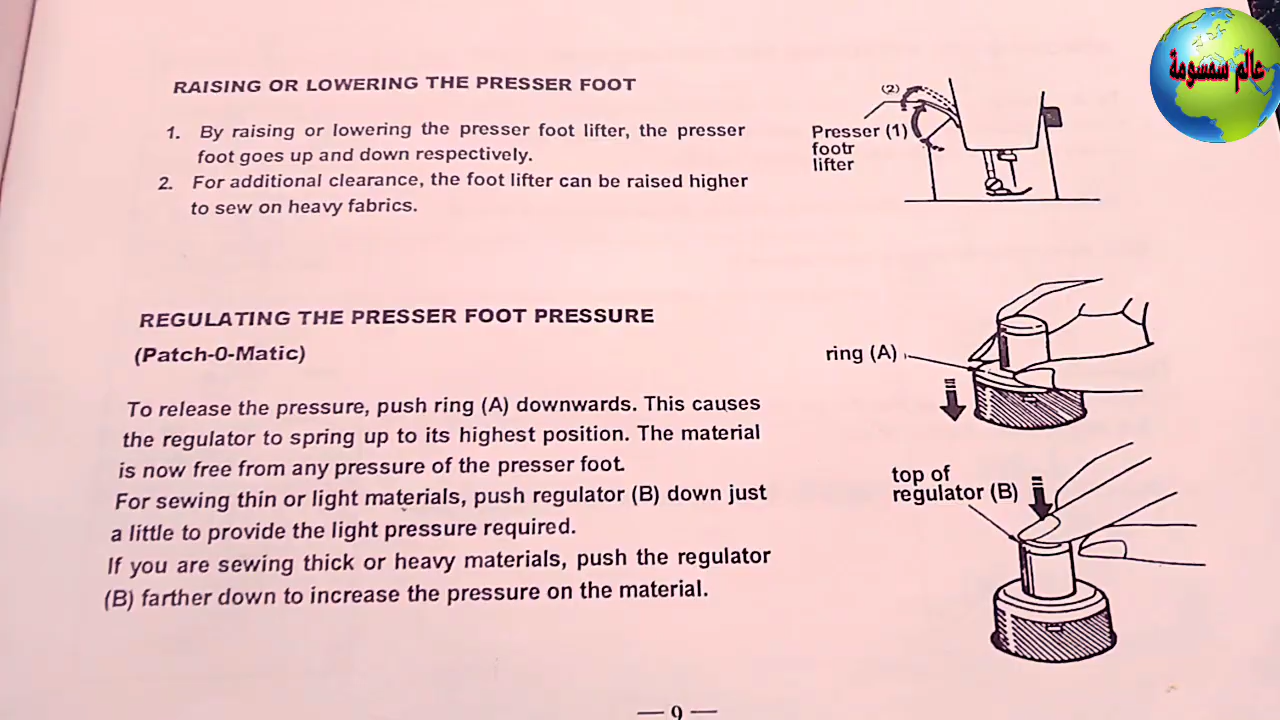 عالم سمسومة
RAISING OR LOWERING THE PRESSER FOOT
1. By raising or lowering the presser foot lifter, the presser
foot goes up and down respectively.
2. For additional clearance, the foot lifter can be raised higher
to sew on heavy fabrics.
(2)
Presser (1)
footr
lifter
REGULATING THE PRESSER FOOT PRESSURE
(Patch-0-Matic)
To release the pressure, push ring (A) downwards. This causes
the regulator to spring up to its highest position. The material
is now free from any pressure of the presser foot.
For sewing thin or light materials, push regulator (B) down just
a little to provide the light pressure required.
If you are sewing thick or heavy materials, push the regulator
(B) farther down to increase the pressure on the material.
ring (A)
top of
regulator (B)
— 9 —